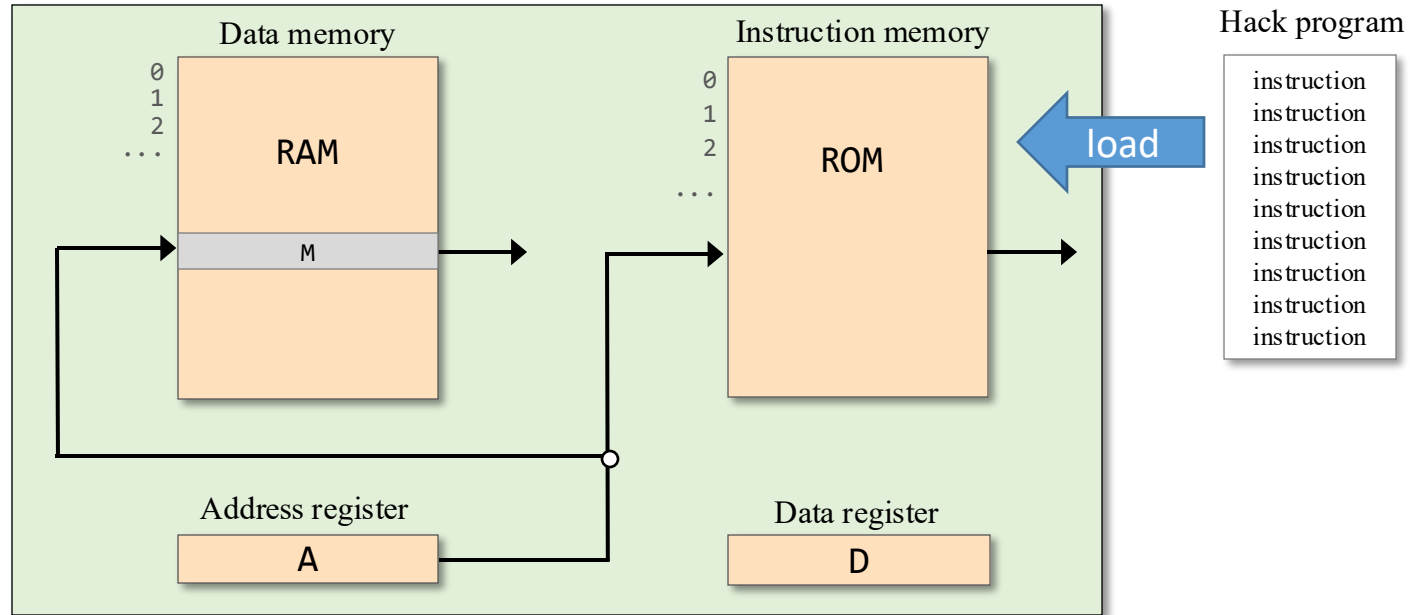 Data memory
0
1
2
...
RAM
M
Instruction memory
0
1
2
...
ROM
load
Hack program
instruction
instruction
instruction
instruction
instruction
instruction
instruction
instruction
instruction
Address register
A
Data register
D